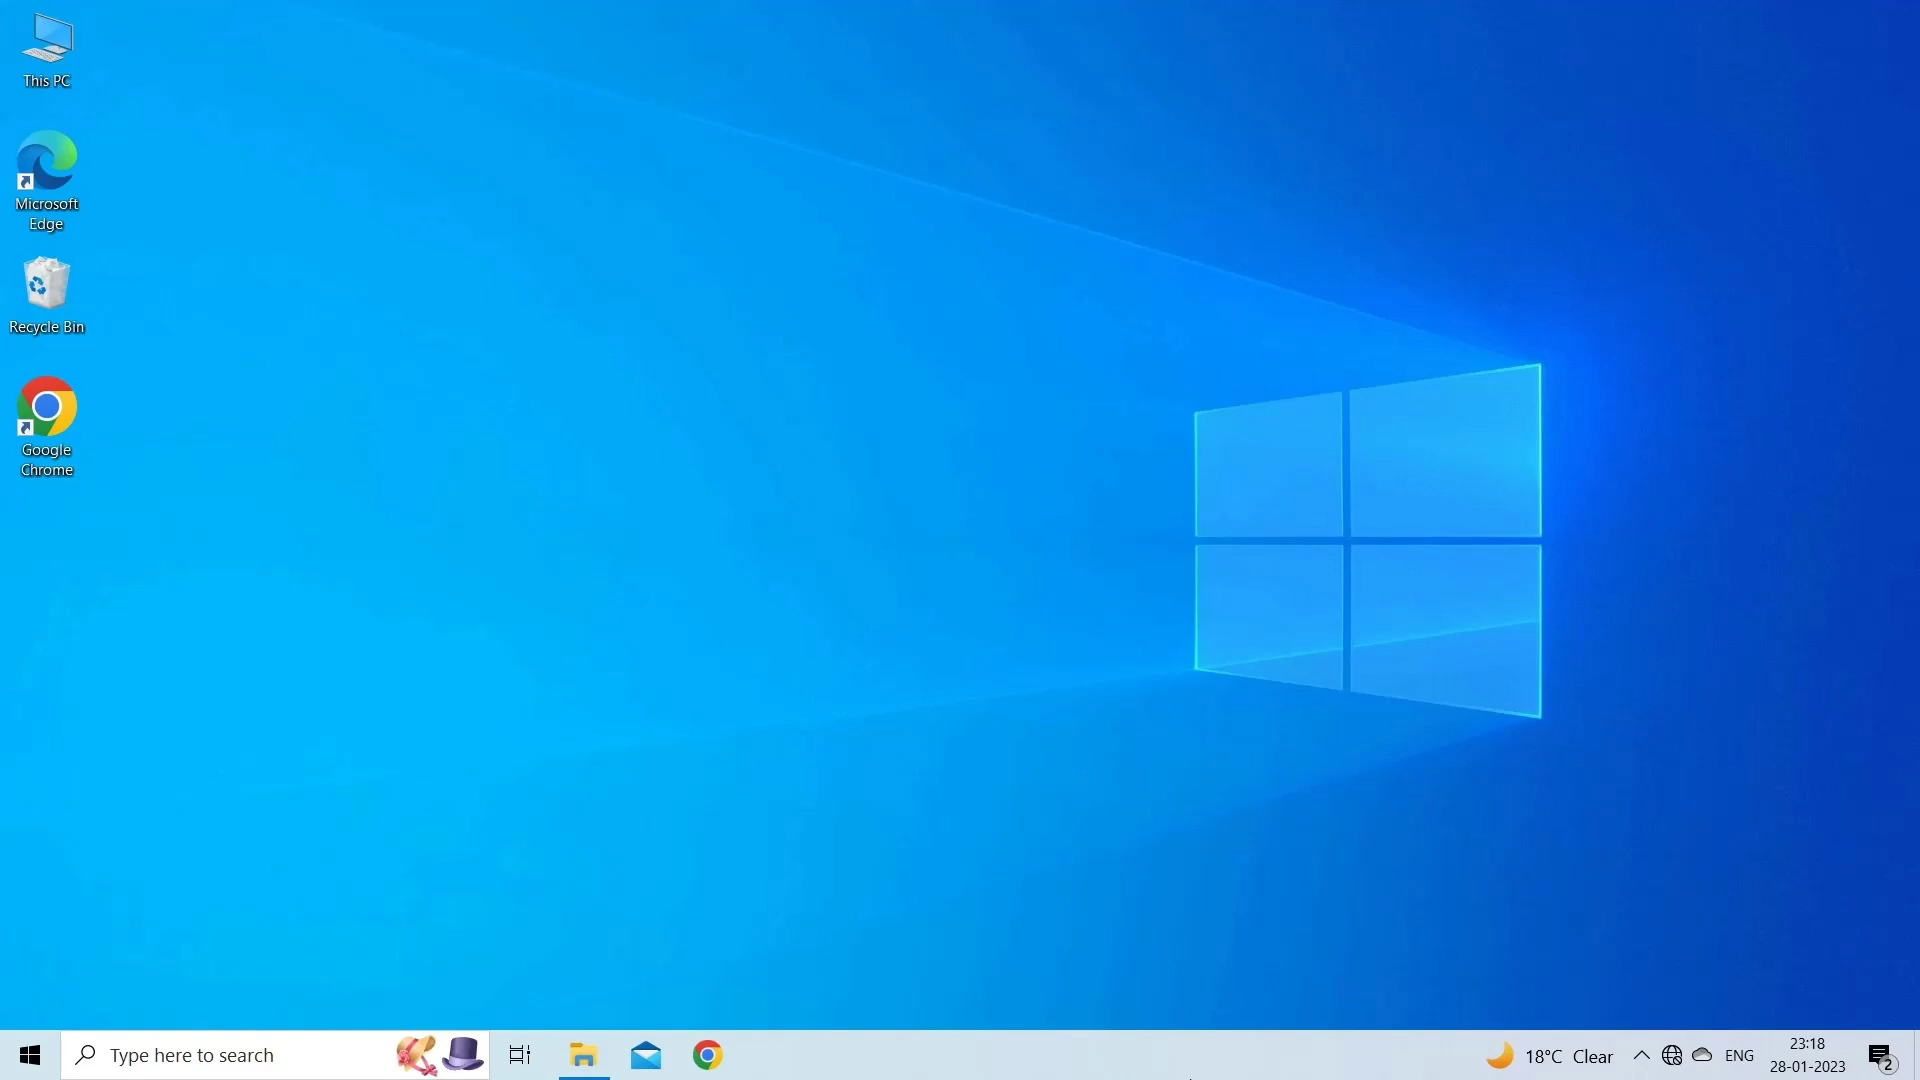 This PC
Microsoft
Edge
Recycle Bin
Google
Chrome
Type here to search
18°C Clear
ENG
23:18
28-01-2023
2